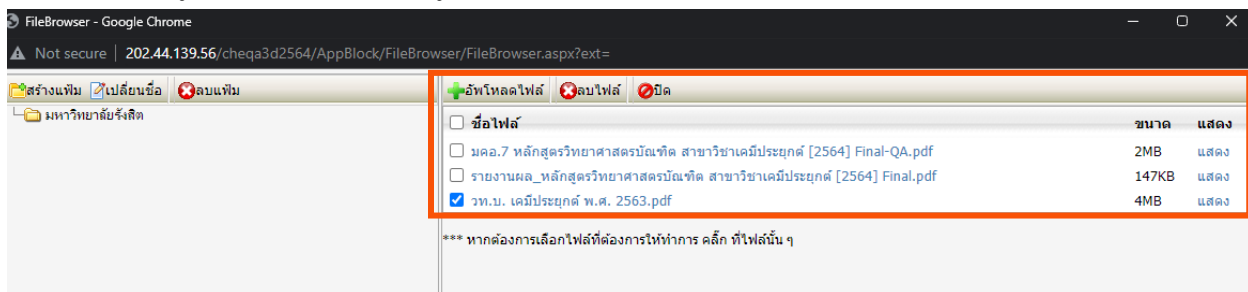 FileBrowser - Google Chrome
Not secure | 202.44.139.56/cheqa3d2564/AppBlock/FileBrowser/FileBrowser.aspx?ext=
สร้างแฟ้ม เปลี่ยนชื่อ ลบแฟ้ม
อัพโหลดไฟล์ ลบไฟล์ ปิด
มหาวิทยาลัยรังสิต
ชื่อไฟล์ ขนาด แสดง
มคอ.7 หลักสูตรวิทยาศาสตรบัณฑิต สาขาวิชาเคมีประยุกต์ [2564] Final-QA.pdf 2MB แสดง
รายงานผล_หลักสูตรวิทยาศาสตรบัณฑิต สาขาวิชาเคมีประยุกต์ [2564] Final.pdf 147KB แสดง
วท.บ. เคมีประยุกต์ พ.ศ. 2563.pdf 4MB แสดง
*** หากต้องการเลือกไฟล์ที่ต้องการให้ทำการ คลิ๊ก ที่ไฟล์นั้น ๆ